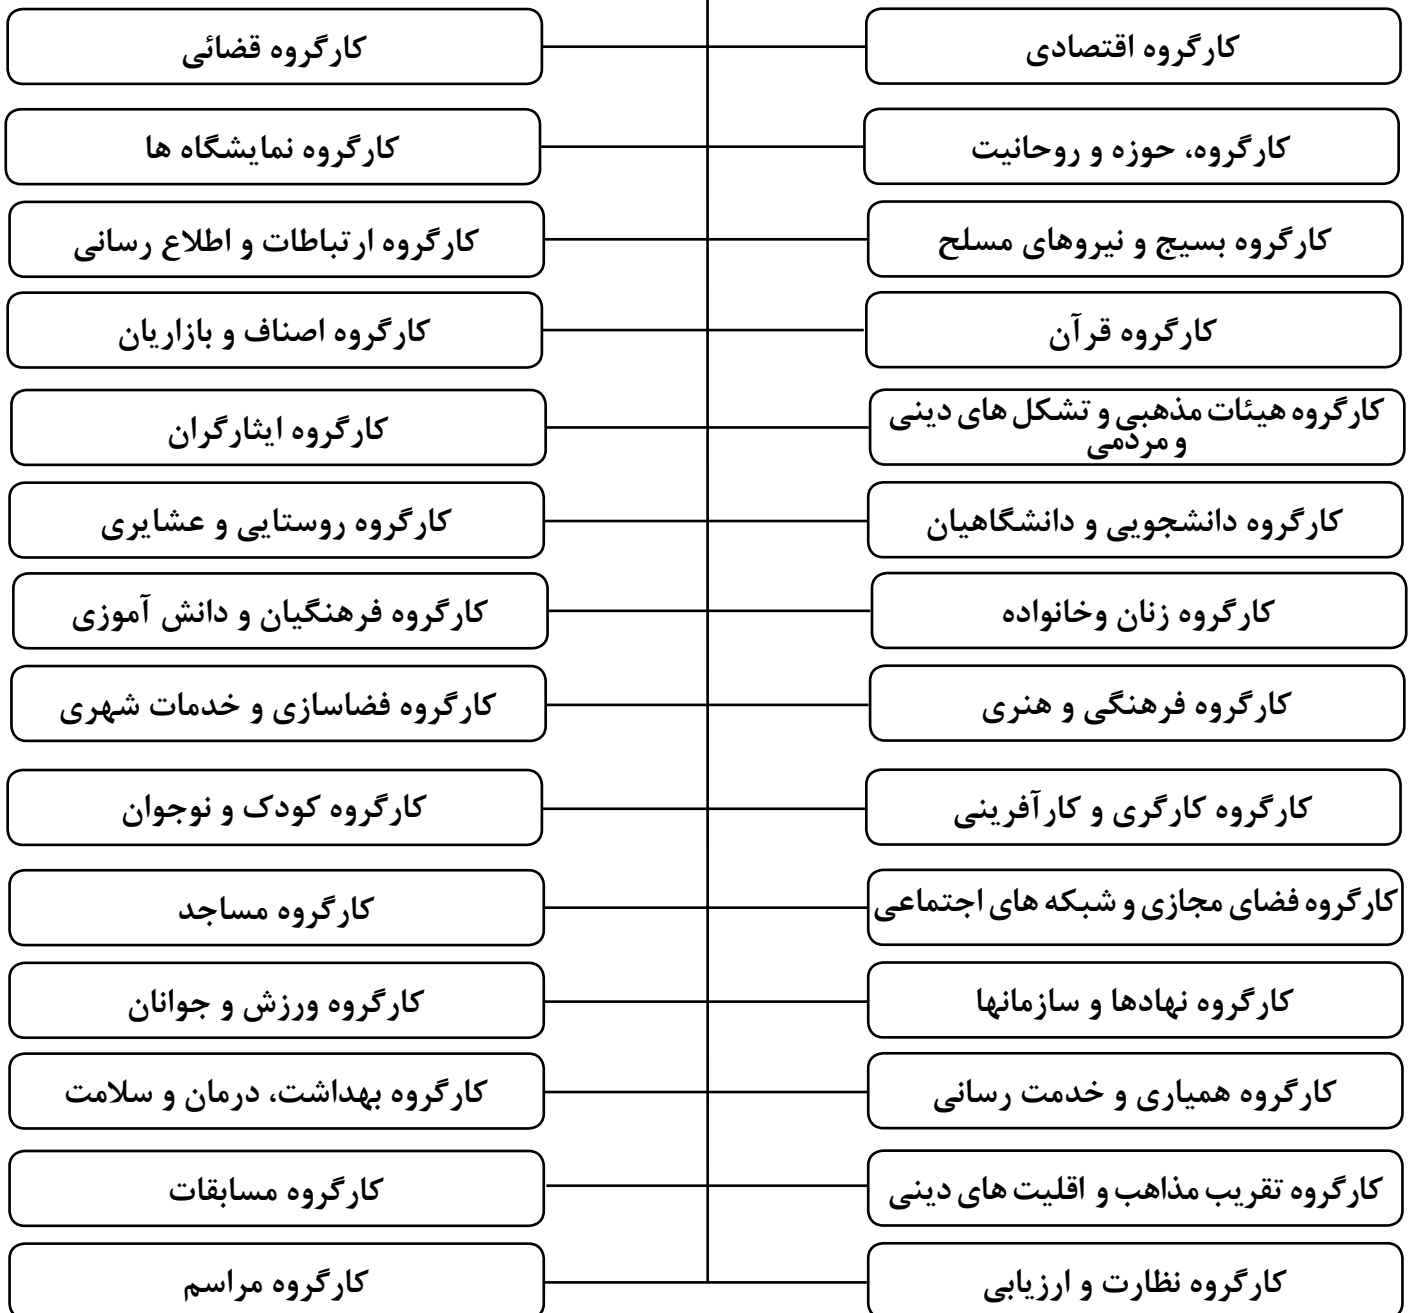 کارگروه اقتصادی
کارگروه قضائی
کارگروه، حوزه و روحانیت
کارگروه نمایشگاه ها
کارگروه بسیج و نیروهای مسلح
کارگروه ارتباطات و اطلاع رسانی
کارگروه قرآن
کارگروه اصناف و بازاریان
کارگروه هیئات مذهبی و تشکل های دینی
و مردمی
کارگروه ایثارگران
کارگروه دانشجویی و دانشگاهیان
کارگروه روستایی و عشایری
کارگروه زنان وخانواده
کارگروه فرهنگیان و دانش آموزی
کارگروه فرهنگی و هنری
کارگروه فضاسازی و خدمات شهری
کارگروه کارگری و کارآفرینی
کارگروه کودک و نوجوان
کارگروه فضای مجازی و شبکه های اجتماعی
کارگروه مساجد
کارگروه نهادها و سازمانها
کارگروه ورزش و جوانان
کارگروه همیاری و خدمت رسانی
کارگروه بهداشت، درمان و سلامت
کارگروه تقریب مذاهب و اقلیت های دینی
کارگروه مسابقات
کارگروه نظارت و ارزیابی
کارگروه مراسم